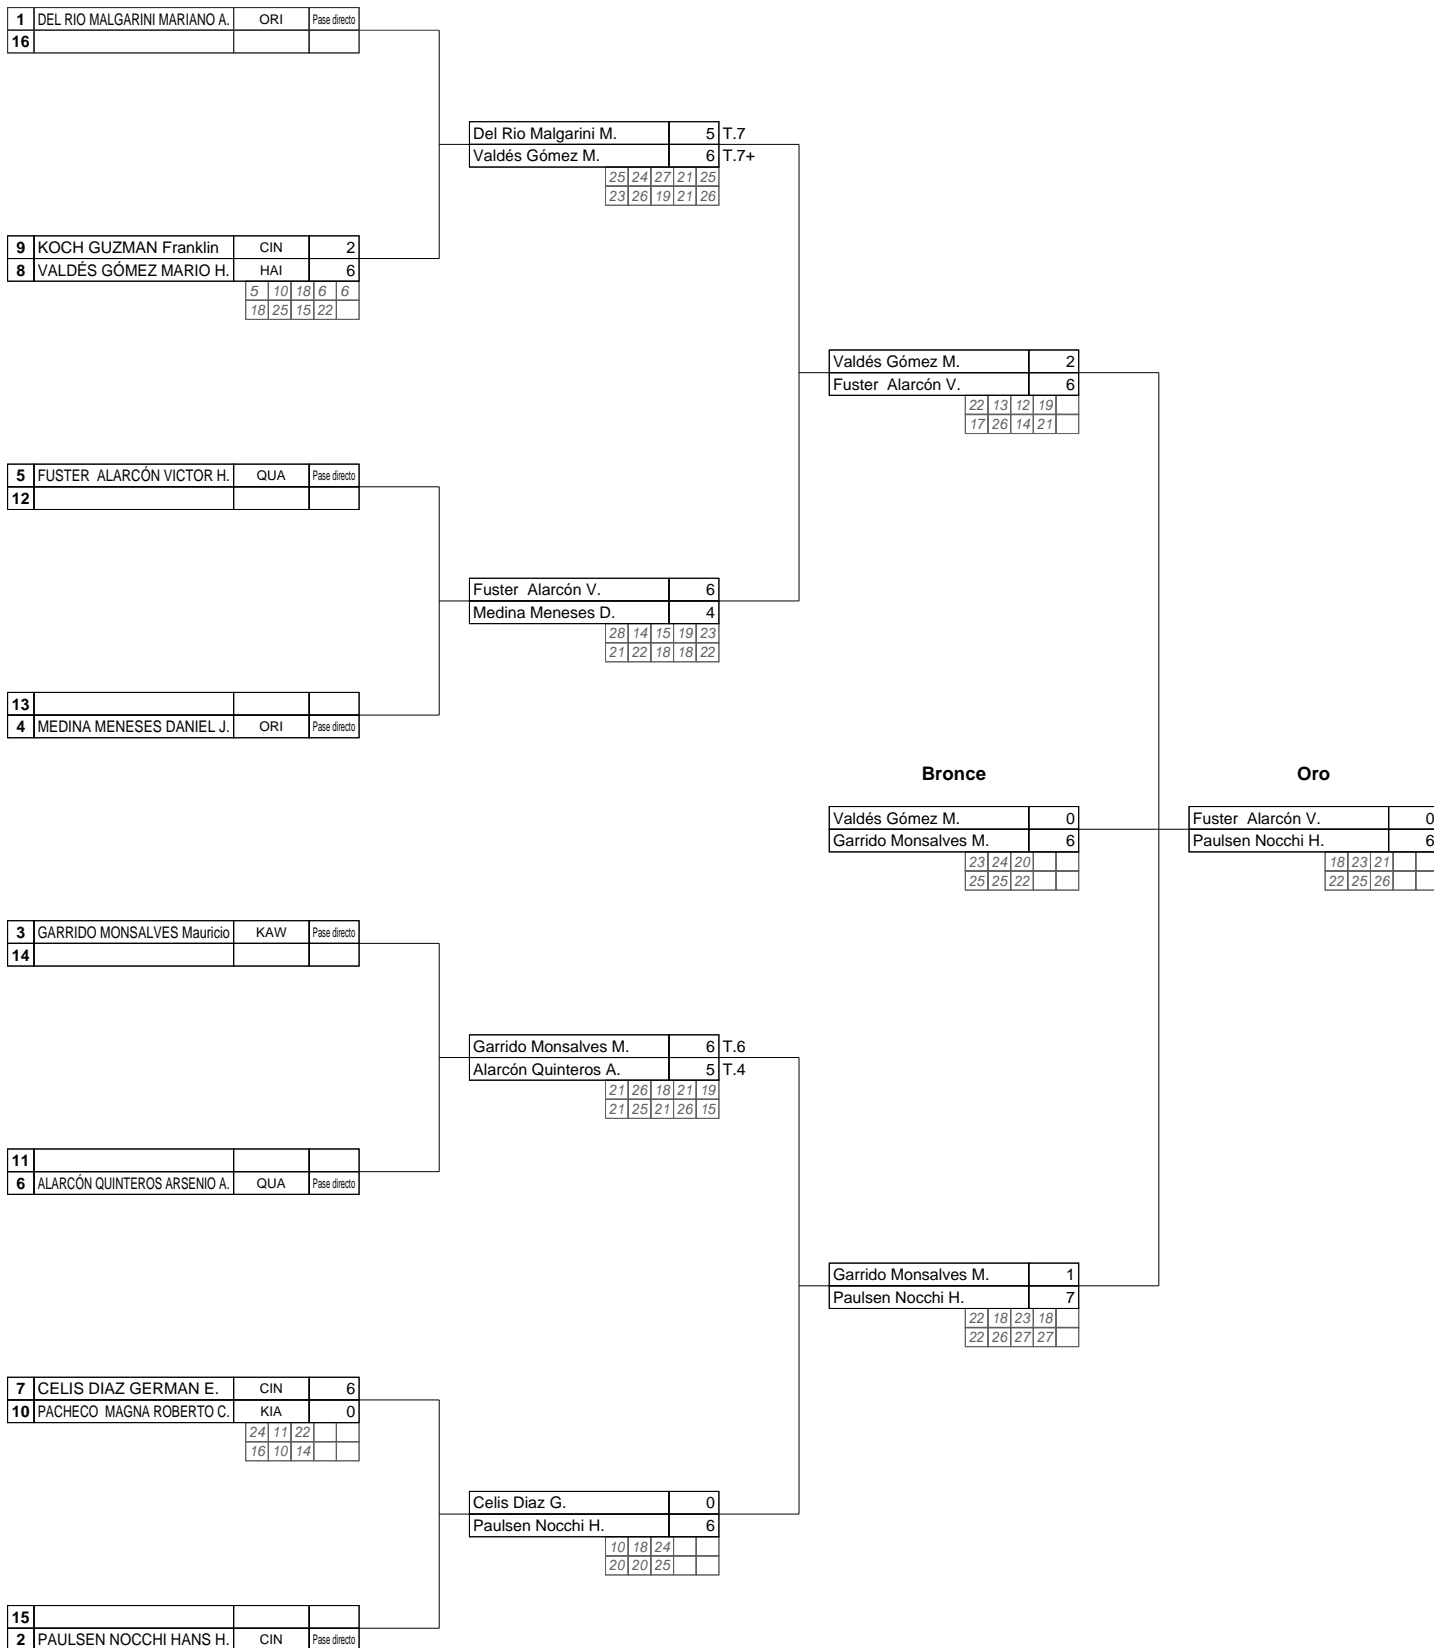 1 DEL RIO MALGARINI MARIANO A. ORI Pase directo
16
Del Rio Malgarini M. 5 T.7
Valdés Gómez M. 6 T.7+
25 24 27 21 25
23 26 19 21 26
9 KOCH GUZMAN Franklin CIN 2
8 VALDÉS GÓMEZ MARIO H. HAI 6
5 10 18 6 6
18 25 15 22
Valdés Gómez M. 2
Fuster Alarcón V. 6
22 13 12 19
17 26 14 21
5 FUSTER ALARCÓN VICTOR H. QUA Pase directo
12
Fuster Alarcón V. 6
Medina Meneses D. 4
28 14 15 19 23
21 22 18 18 22
13
4 MEDINA MENESES DANIEL J. ORI Pase directo
Bronce Oro
Valdés Gómez M. 0 Fuster Alarcón V. 0
Garrido Monsalves M. 6 Paulsen Nocchi H. 6
23 24 20 18 23 21
25 25 22 22 25 26
3 GARRIDO MONSALVES Mauricio KAW Pase directo
14
Garrido Monsalves M. 6 T.6
Alarcón Quinteros A. 5 T.4
21 26 18 21 19
21 25 21 26 15
11
6 ALARCÓN QUINTEROS ARSENIO A. QUA Pase directo
Garrido Monsalves M. 1
Paulsen Nocchi H. 7
22 18 23 18
22 26 27 27
7 CELIS DIAZ GERMAN E. CIN 6
10 PACHECO MAGNA ROBERTO C. KIA 0
24 11 22
16 10 14
Celis Diaz G. 0
Paulsen Nocchi H. 6
10 18 24
20 20 25
15
2 PAULSEN NOCCHI HANS H. CIN Pase directo